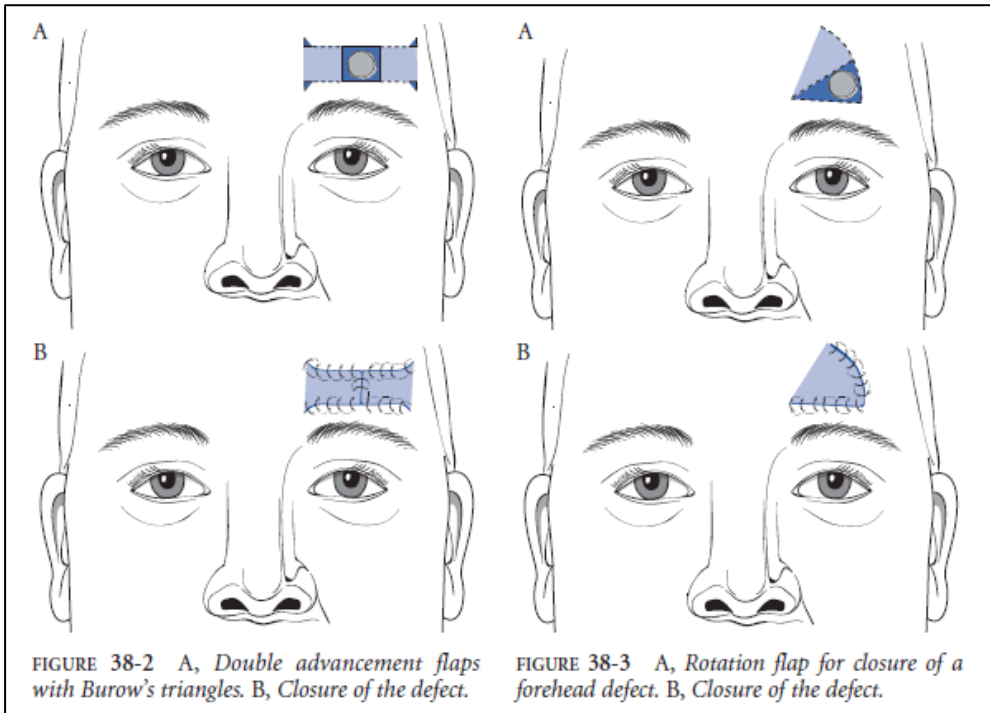 A
A
B
B
FIGURE 38-2 A, Double advancement flaps
with Burow's triangles. B, Closure of the defect.
FIGURE 38-3 A, Rotation flap for closure of a
forehead defect. B, Closure of the defect.